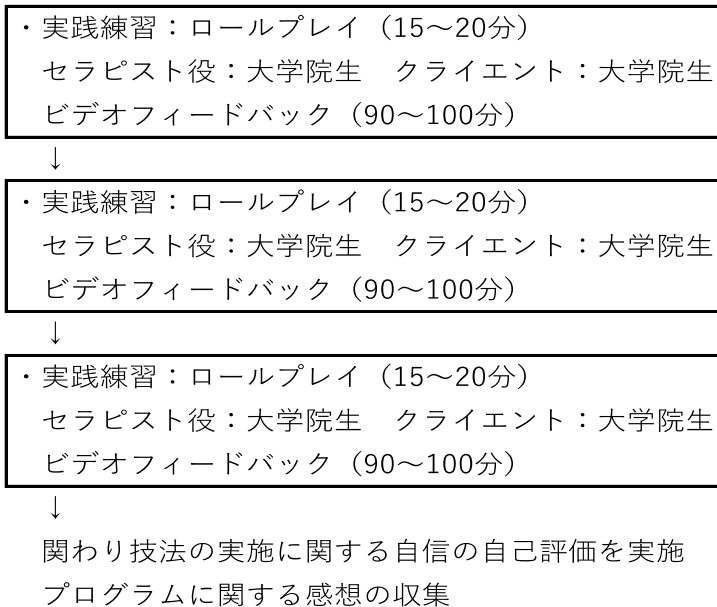 ・実践練習：ロールプレイ（15～20分）
セラピスト役：大学院生　クライエント：大学院生
ビデオフィードバック（90～100分）
↓
・実践練習：ロールプレイ（15～20分）
セラピスト役：大学院生　クライエント：大学院生
ビデオフィードバック（90～100分）
↓
・実践練習：ロールプレイ（15～20分）
セラピスト役：大学院生　クライエント：大学院生
ビデオフィードバック（90～100分）
↓
関わり技法の実施に関する自信の自己評価を実施
プログラムに関する感想の収集